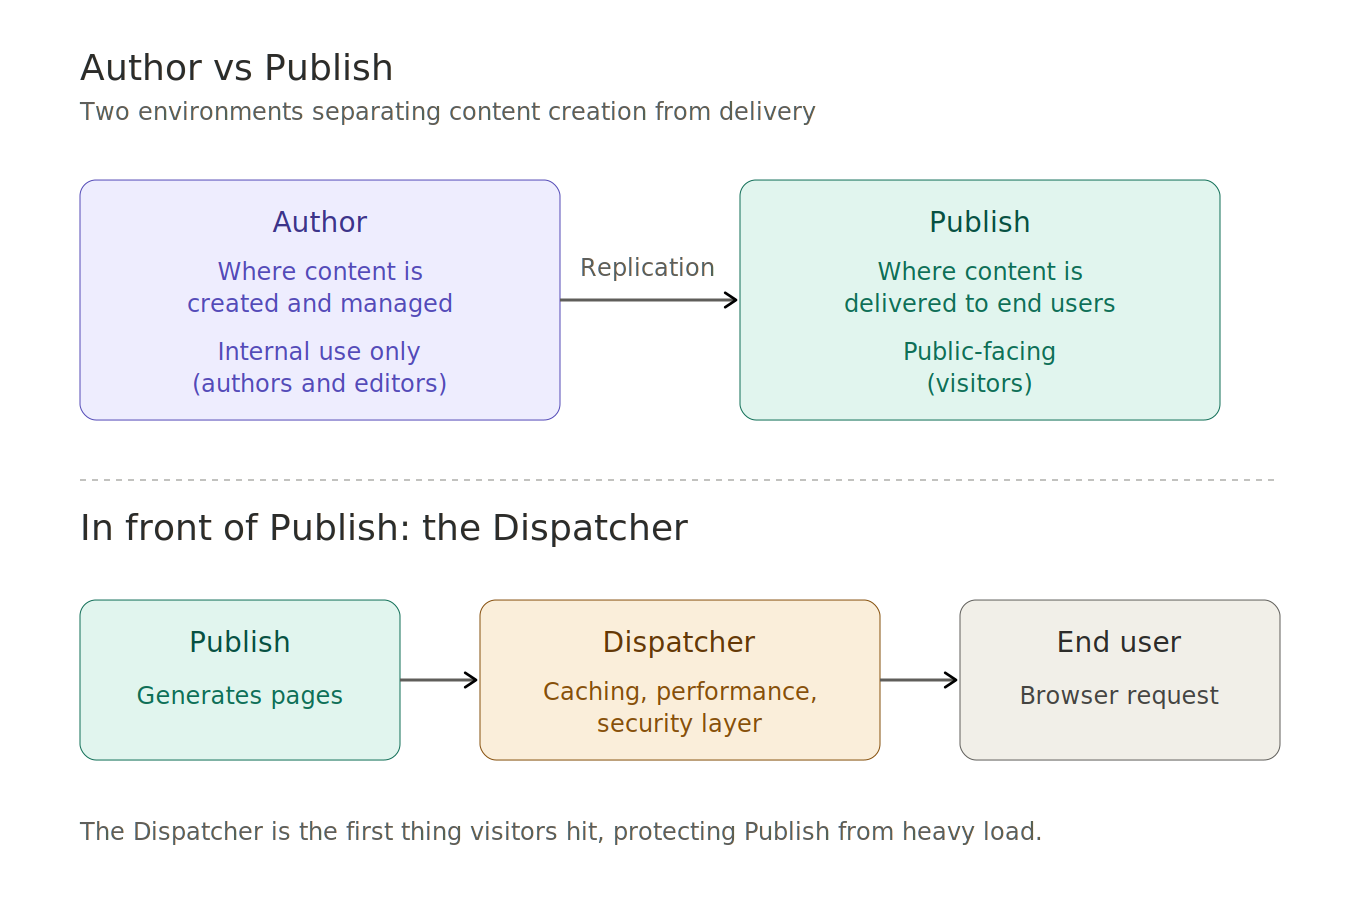 Author vs Publish
Two environments separating content creation from delivery
Author
Where content is
created and managed
Internal use only
(authors and editors)
Replication
Publish
Where content is
delivered to end users
Public-facing
(visitors)
In front of Publish: the Dispatcher
Publish
Generates pages
Dispatcher
Caching, performance,
security layer
End user
Browser request
The Dispatcher is the first thing visitors hit, protecting Publish from heavy load.